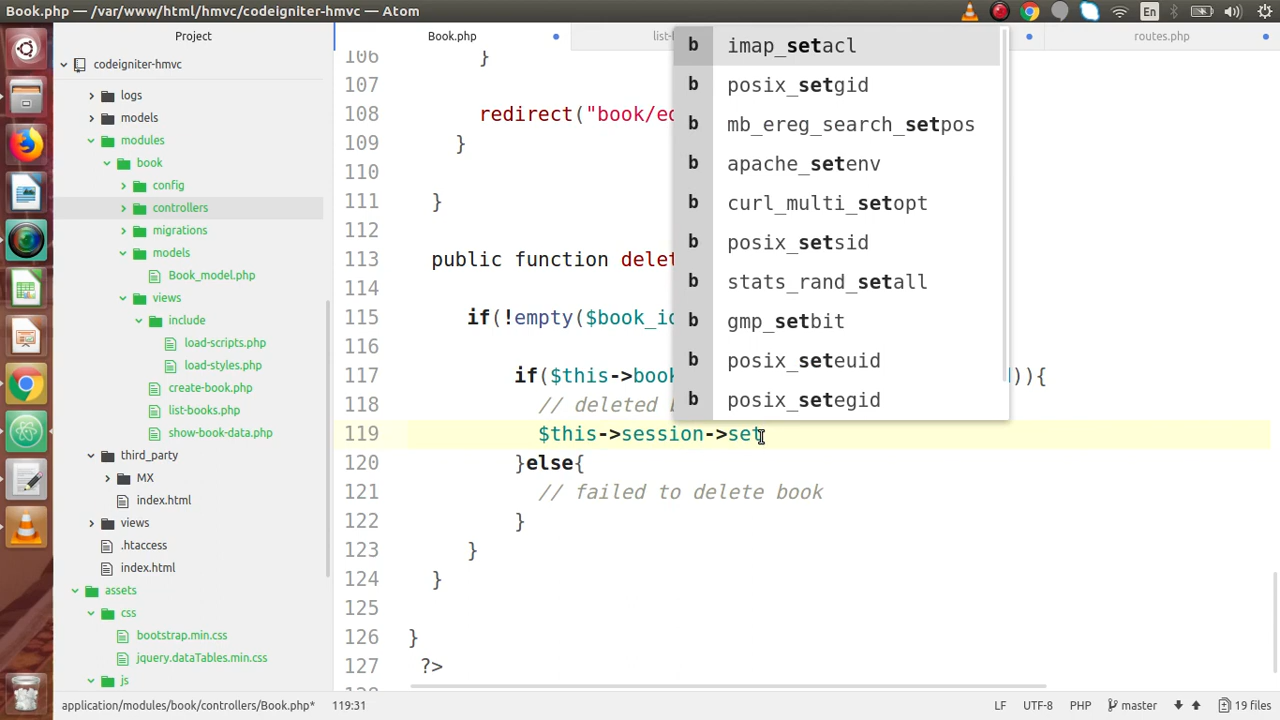 Book.php — /var/www/html/hmvc/codeigniter-hmvc — Atom
En
Project
Book.php
list-b
routes.php
codeigniter-hmvc
logs
models
modules
book
config
controllers
migrations
models
Book_model.php
views
include
load-scripts.php
load-styles.php
create-book.php
list-books.php
show-book-data.php
third_party
MX
index.html
views
.htaccess
index.html
assets
css
bootstrap.min.css
jquery.dataTables.min.css
js
106 }
107
108 redirect("book/ed
109 }
110
111 }
112
113 public function delet
114
115 if(!empty($book_id
116
117 if($this->book )){
118 // deleted b
119 $this->session->set
120 }else{
121 // failed to delete book
122 }
123 }
124 }
125
126 }
127 ?>
b imap_setacl
b posix_setgid
b mb_ereg_search_setpos
b apache_setenv
b curl_multi_setopt
b posix_setsid
b stats_rand_setall
b gmp_setbit
b posix_seteuid
b posix_setegid
application/modules/book/controllers/Book.php* 119:31 LF UTF-8 PHP master 19 files